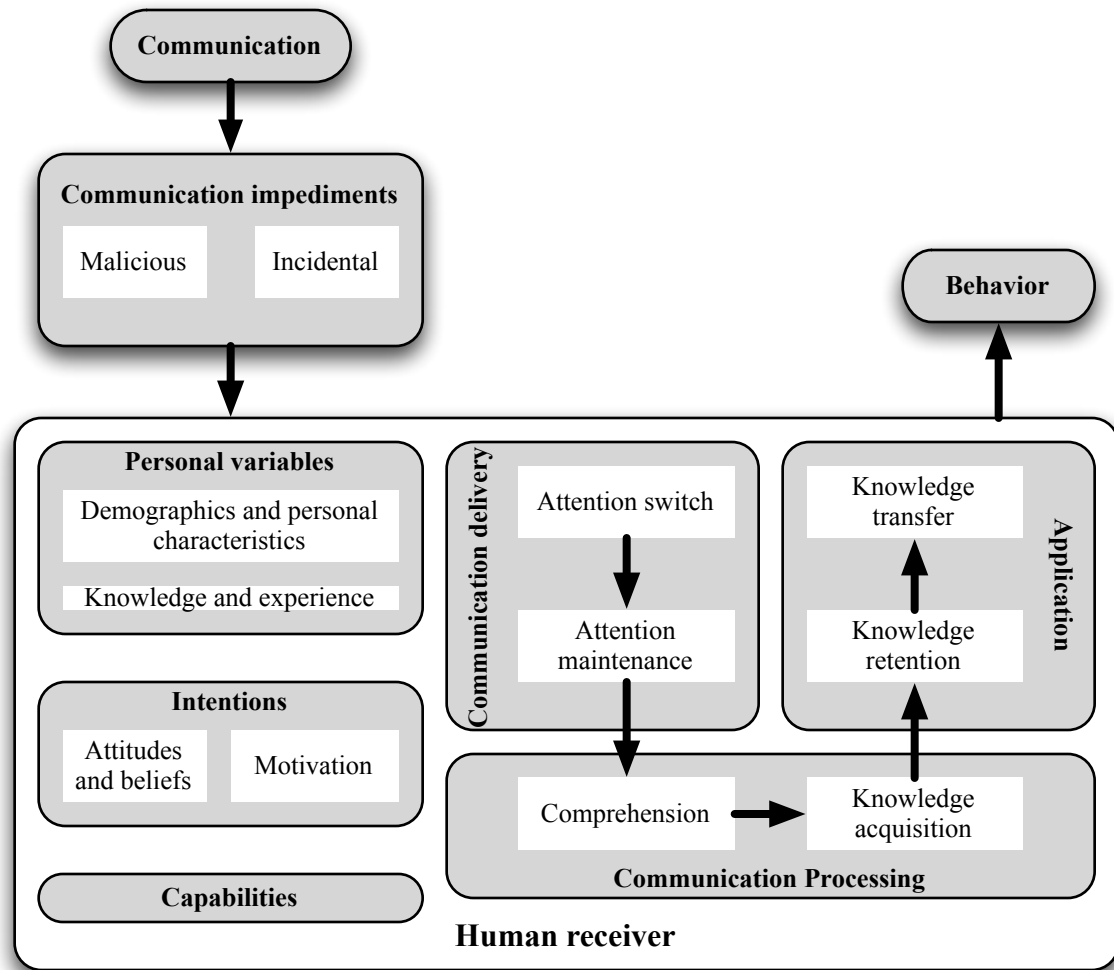 Communication
Communication impediments
Malicious
Incidental
Behavior
Personal variables
Demographics and personal
characteristics
Knowledge and experience
Intentions
Attitudes
and beliefs
Motivation
Capabilities
Communication delivery
Attention switch
Attention
maintenance
Knowledge
transfer
Knowledge
retention
Application
Comprehension
Knowledge
acquisition
Communication Processing
Human receiver